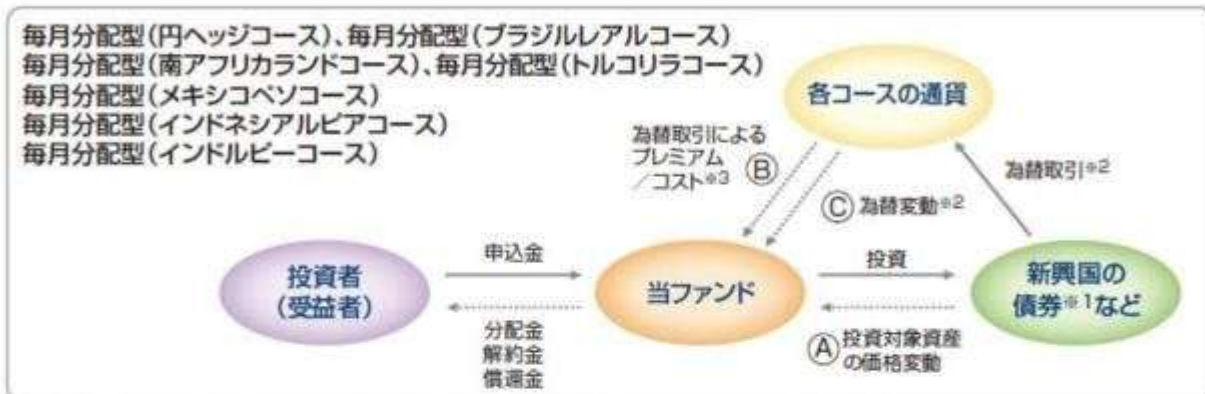 毎月分配型(円ヘッジコース)、毎月分配型(ブラジルレアルコース)
毎月分配型(南アフリカランドコース)、毎月分配型(トルコリラコース)
毎月分配型(メキシコペソコース)
毎月分配型(インドネシアルピアコース)
毎月分配型(インドルピーコース)
各コースの通貨
為替取引による
プレミアム
/コスト※3
Ⓑ
Ⓒ 為替変動※2
為替取引※2
投資者
(受益者)
申込金
分配金
解約金
償還金
当ファンド
投資
Ⓐ 投資対象資産
の価格変動
新興国の
債券※1など